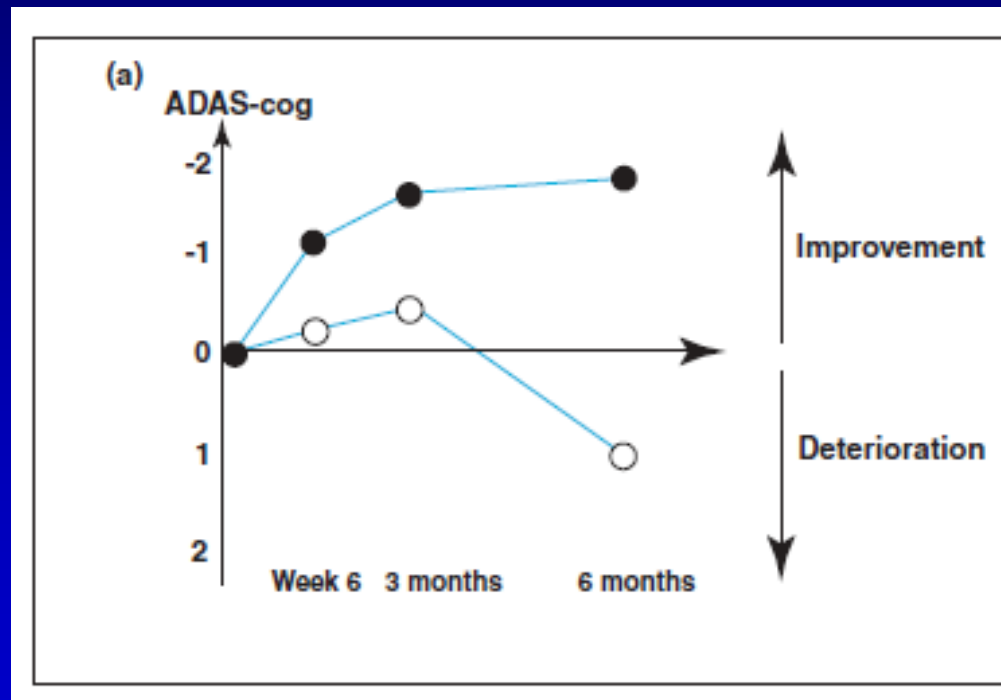 (a)
ADAS-cog
-2
-1
Improvement
0
1
Deterioration
2
Week 6 3 months 6 months